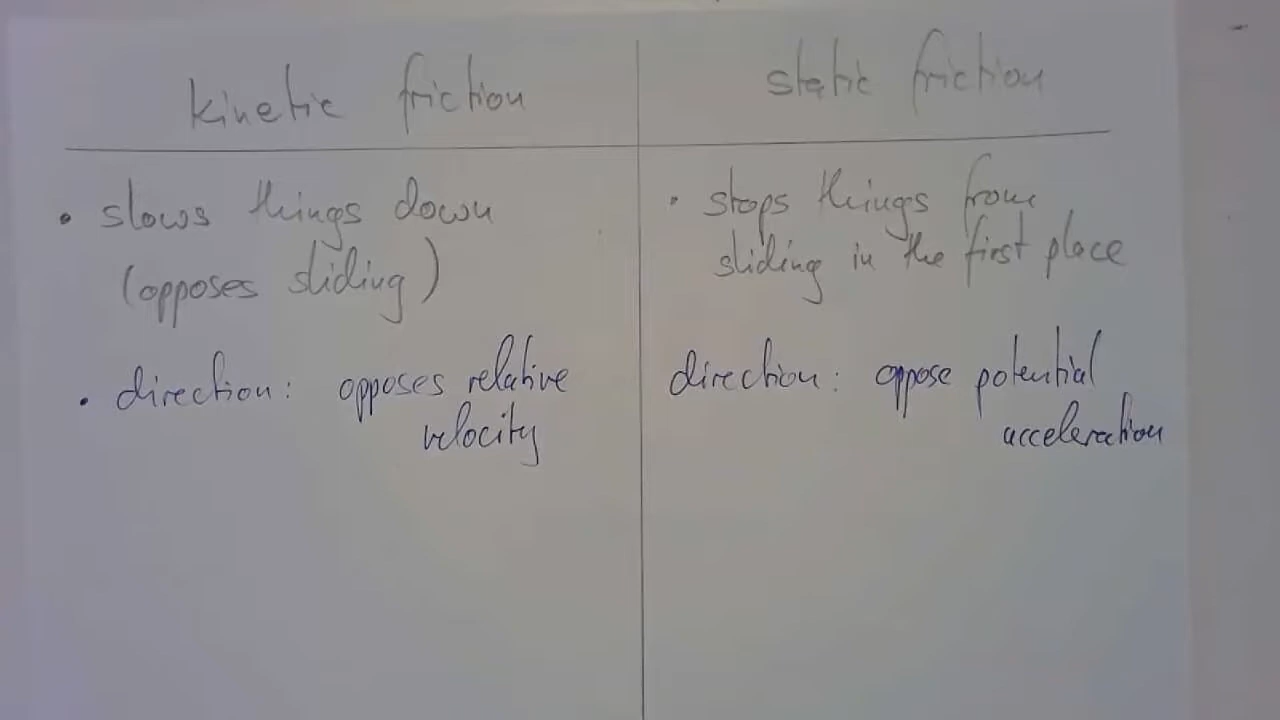 kinetic friction
static friction
• slows things down
(opposes sliding)
• stops things from
sliding in the first place
• direction: opposes relative
velocity
direction: oppose potential
acceleration